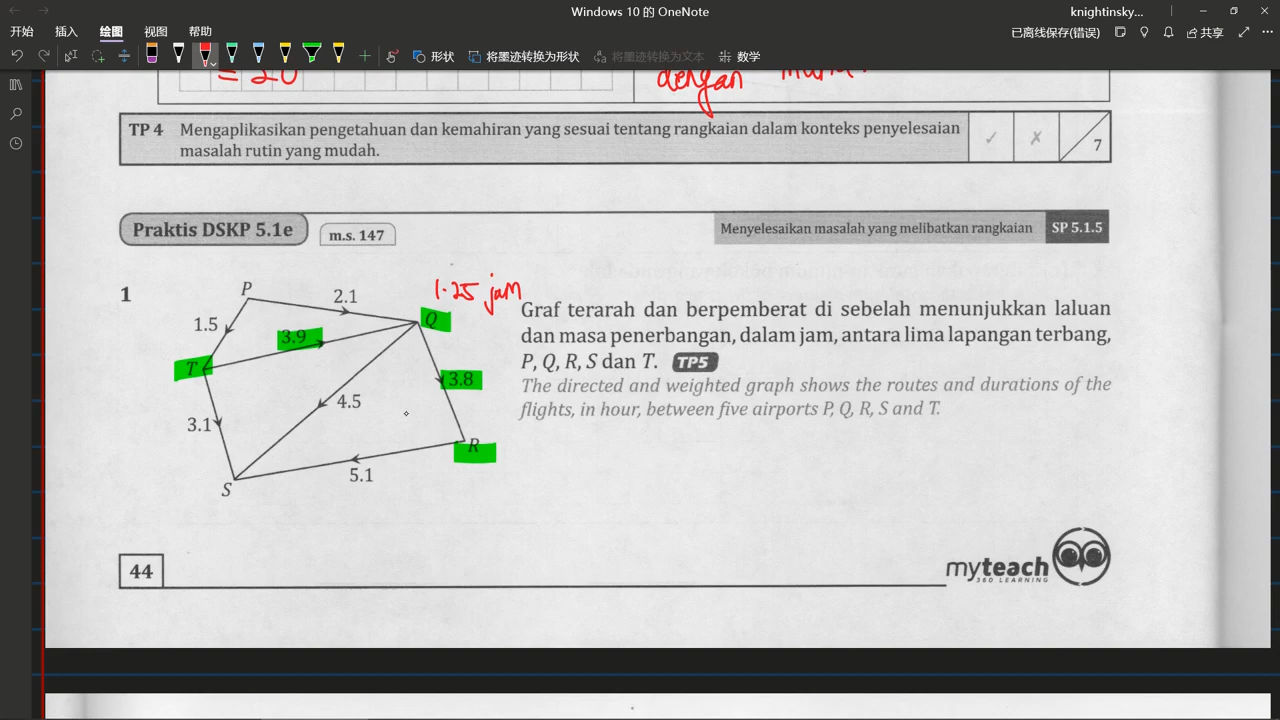 Windows 10 的 OneNote
knightinsky...
开始 插入 绘图 视图 帮助
已离线保存(错误) 共享
形状 将墨迹转换为形状 将墨迹转换为文本 数学
= 20
dengan
TP 4 Mengaplikasikan pengetahuan dan kemahiran yang sesuai tentang rangkaian dalam konteks penyelesaian
masalah rutin yang mudah.
✓ ✗ 7
Praktis DSKP 5.1e m.s. 147
Menyelesaikan masalah yang melibatkan rangkaian SP 5.1.5
1
P
2.1
1.25 jam
Q
1.5
3.9
T
3.8
4.5
3.1
R
5.1
S
Graf terarah dan berpemberat di sebelah menunjukkan laluan
dan masa penerbangan, dalam jam, antara lima lapangan terbang,
P, Q, R, S dan T. TP5
The directed and weighted graph shows the routes and durations of the
flights, in hour, between five airports P, Q, R, S and T.
44
myteach
360 LEARNING